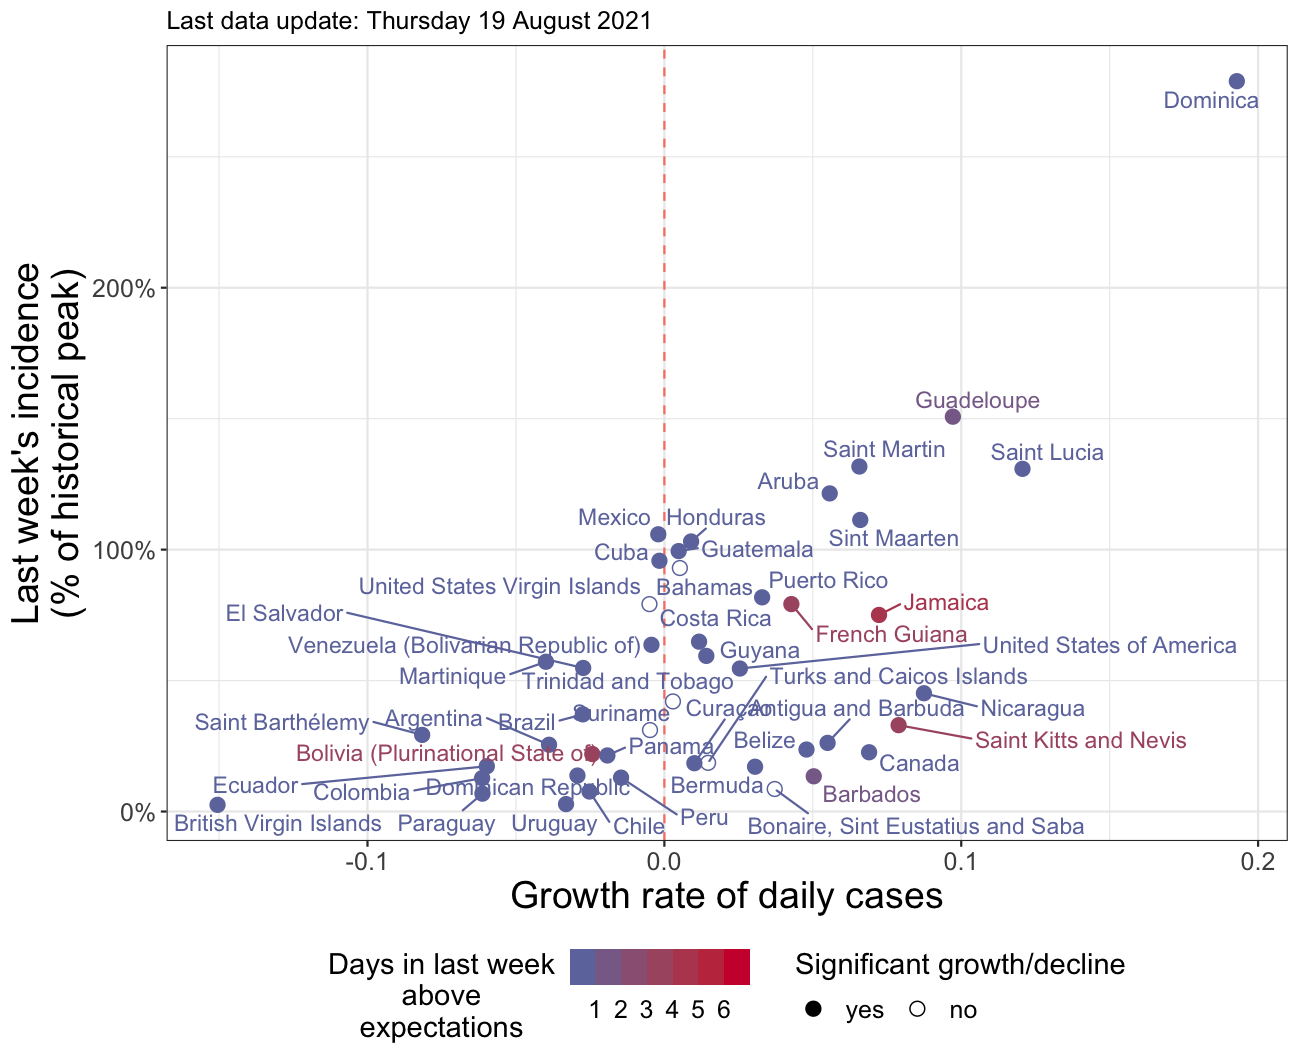 Last data update: Thursday 19 August 2021
Last week's incidence
(% of historical peak)
200%
100%
0%
Dominica
Guadeloupe
Saint Martin
Saint Lucia
Aruba
Mexico
Honduras
Sint Maarten
Cuba
Guatemala
United States Virgin Islands
Bahamas
Puerto Rico
El Salvador
Costa Rica
Jamaica
French Guiana
Venezuela (Bolivarian Republic of)
Guyana
United States of America
Martinique
Trinidad and Tobago
Turks and Caicos Islands
Saint Barthélemy
Argentina
Brazil
Suriname
Curaçao
Antigua and Barbuda
Nicaragua
Bolivia (Plurinational State of)
Panama
Belize
Saint Kitts and Nevis
Canada
Ecuador
Colombia
Dominican Republic
Bermuda
Barbados
British Virgin Islands
Paraguay
Uruguay
Chile
Peru
Bonaire, Sint Eustatius and Saba
-0.1
0.0
0.1
0.2
Growth rate of daily cases
Days in last week
above
expectations
1 2 3 4 5 6
Significant growth/decline
yes
no